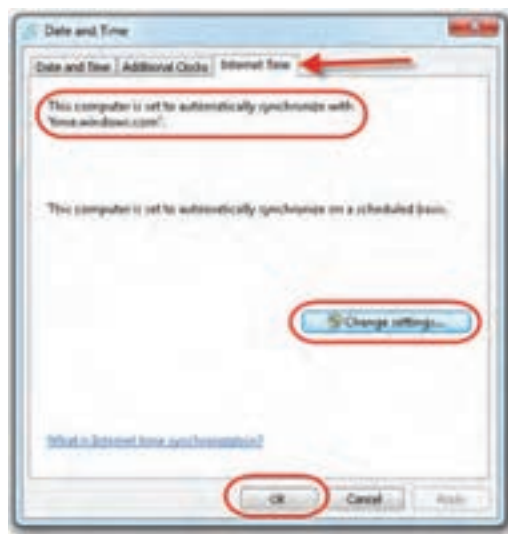 Date and Time
Date and Time Additional Clocks Internet Time
This computer is set to automatically synchronize with
'time.windows.com'.
This computer is set to automatically synchronize on a scheduled basis.
Change settings...
What is Internet time synchronization?
OK Cancel Apply